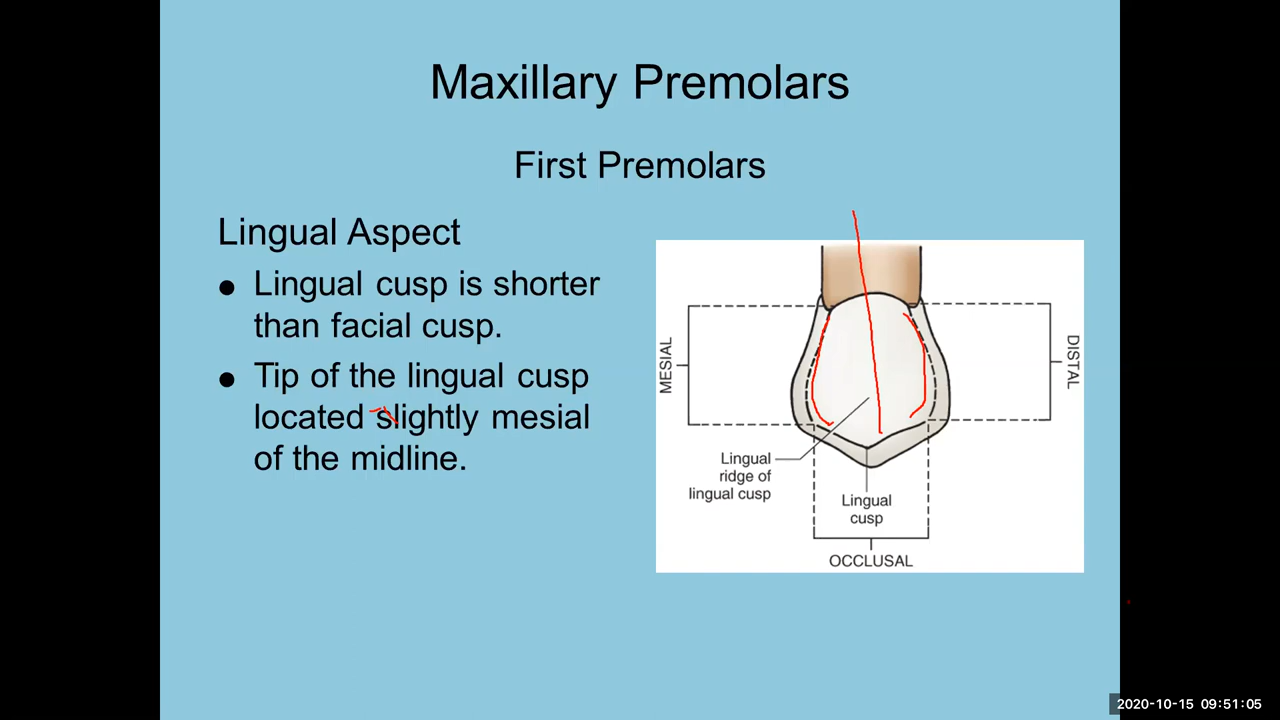 Maxillary Premolars
First Premolars
Lingual Aspect
● Lingual cusp is shorter
than facial cusp.
● Tip of the lingual cusp
located slightly mesial
of the midline.
MESIAL
DISTAL
Lingual
ridge of
lingual cusp
Lingual
cusp
OCCLUSAL
2020-10-15 09:51:05